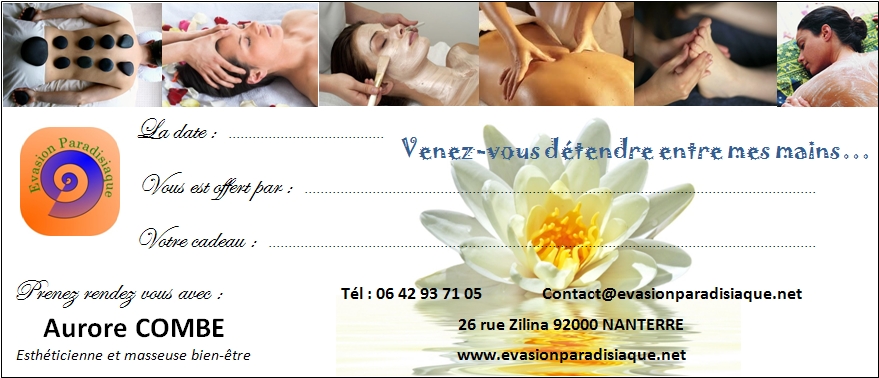 Evasion Paradisiaque
La date : ................................
Venez-vous détendre entre mes mains...
Vous est offert par : ................................
Votre cadeau : ................................
Prenez rendez vous avec :
Tél : 06 42 93 71 05 Contact@evasionparadisiaque.net
Aurore COMBE
26 rue Zilina 92000 NANTERRE
Esthéticienne et masseuse bien-être
www.evasionparadisiaque.net